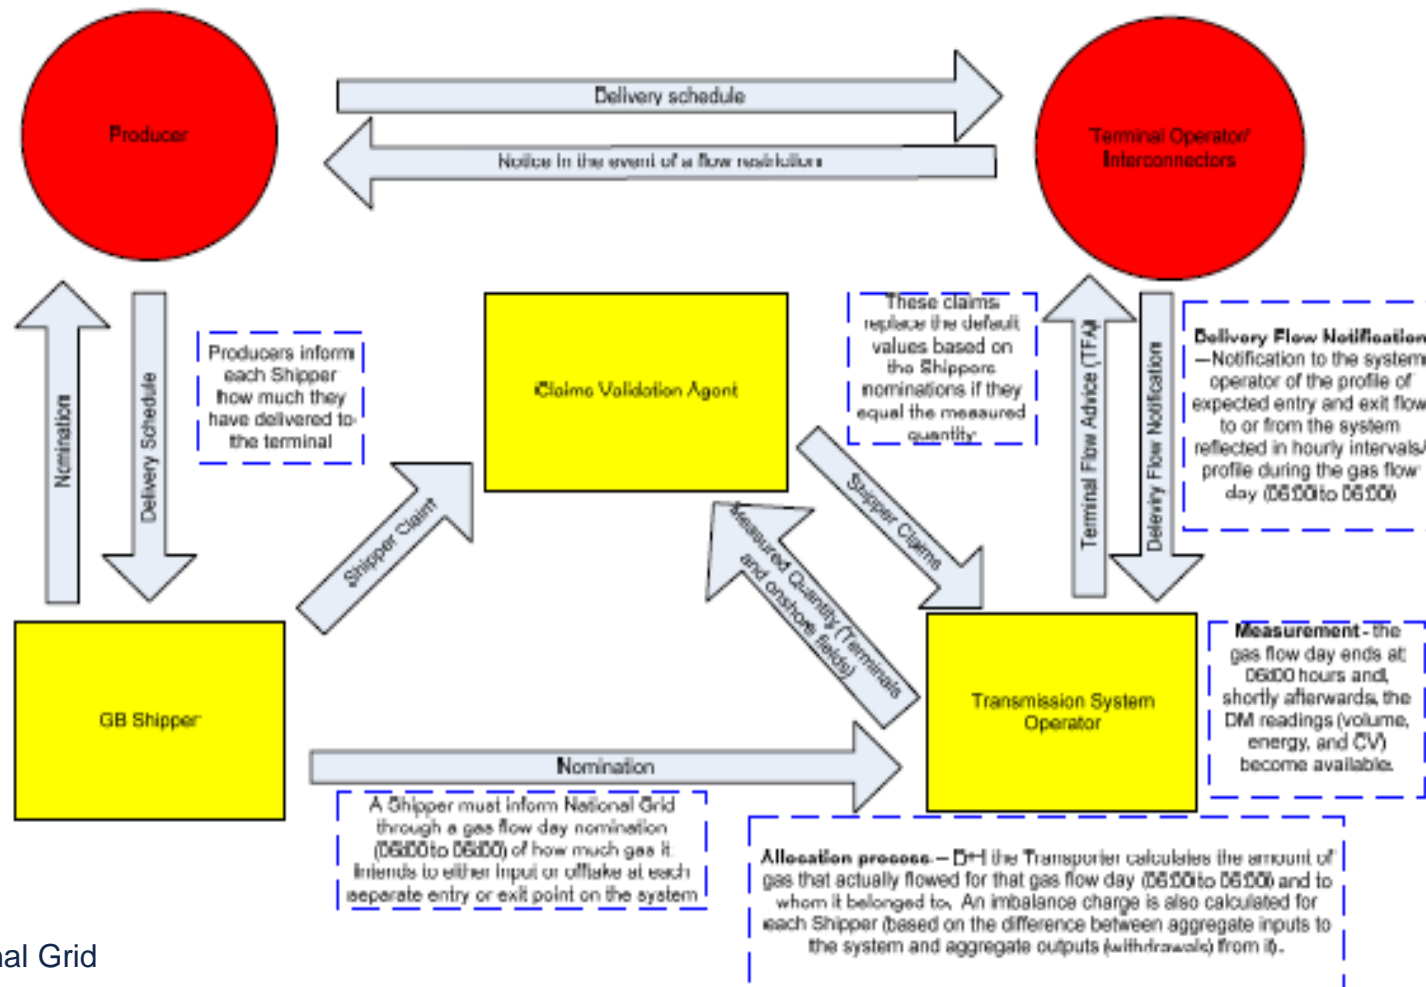 Delivery schedule
Producer
Terminal Operator/
Interconnectors
Notice in the event of a flow restriction
Nomination
Delivery Schedule
Producers inform
each Shipper
how much they
have delivered to
the terminal
Claims Validation Agent
These claims
replace the default
values based on
the Shippers
nominations if they
equal the measured
quantity
Terminal Flow Advice (TFA)
Deleviry Flow Notification
Delivery Flow Notification
—Notification to the system
operator of the profile of
expected entry and exit flow
to or from the system
reflected in hourly intervals/
profile during the gas flow
day (06:00 to 06:00)
Shipper Claim
Shipper Claims
Measured Quantity (Terminals
and onshore fields)
GB Shipper
Transmission System
Operator
Measurement - the
gas flow day ends at
06:00 hours and,
shortly afterwards, the
DM readings (volume,
energy, and CV)
become available.
Nomination
A Shipper must inform National Grid
through a gas flow day nomination
(06:00 to 06:00) of how much gas it
intends to either input or offtake at each
separate entry or exit point on the system
Allocation process – D+1 the Transporter calculates the amount of
gas that actually flowed for that gas flow day (06:00 to 06:00) and to
whom it belonged to. An imbalance charge is also calculated for
each Shipper (based on the difference between aggregate inputs to
the system and aggregate outputs (withdrawals) from it).
nal Grid